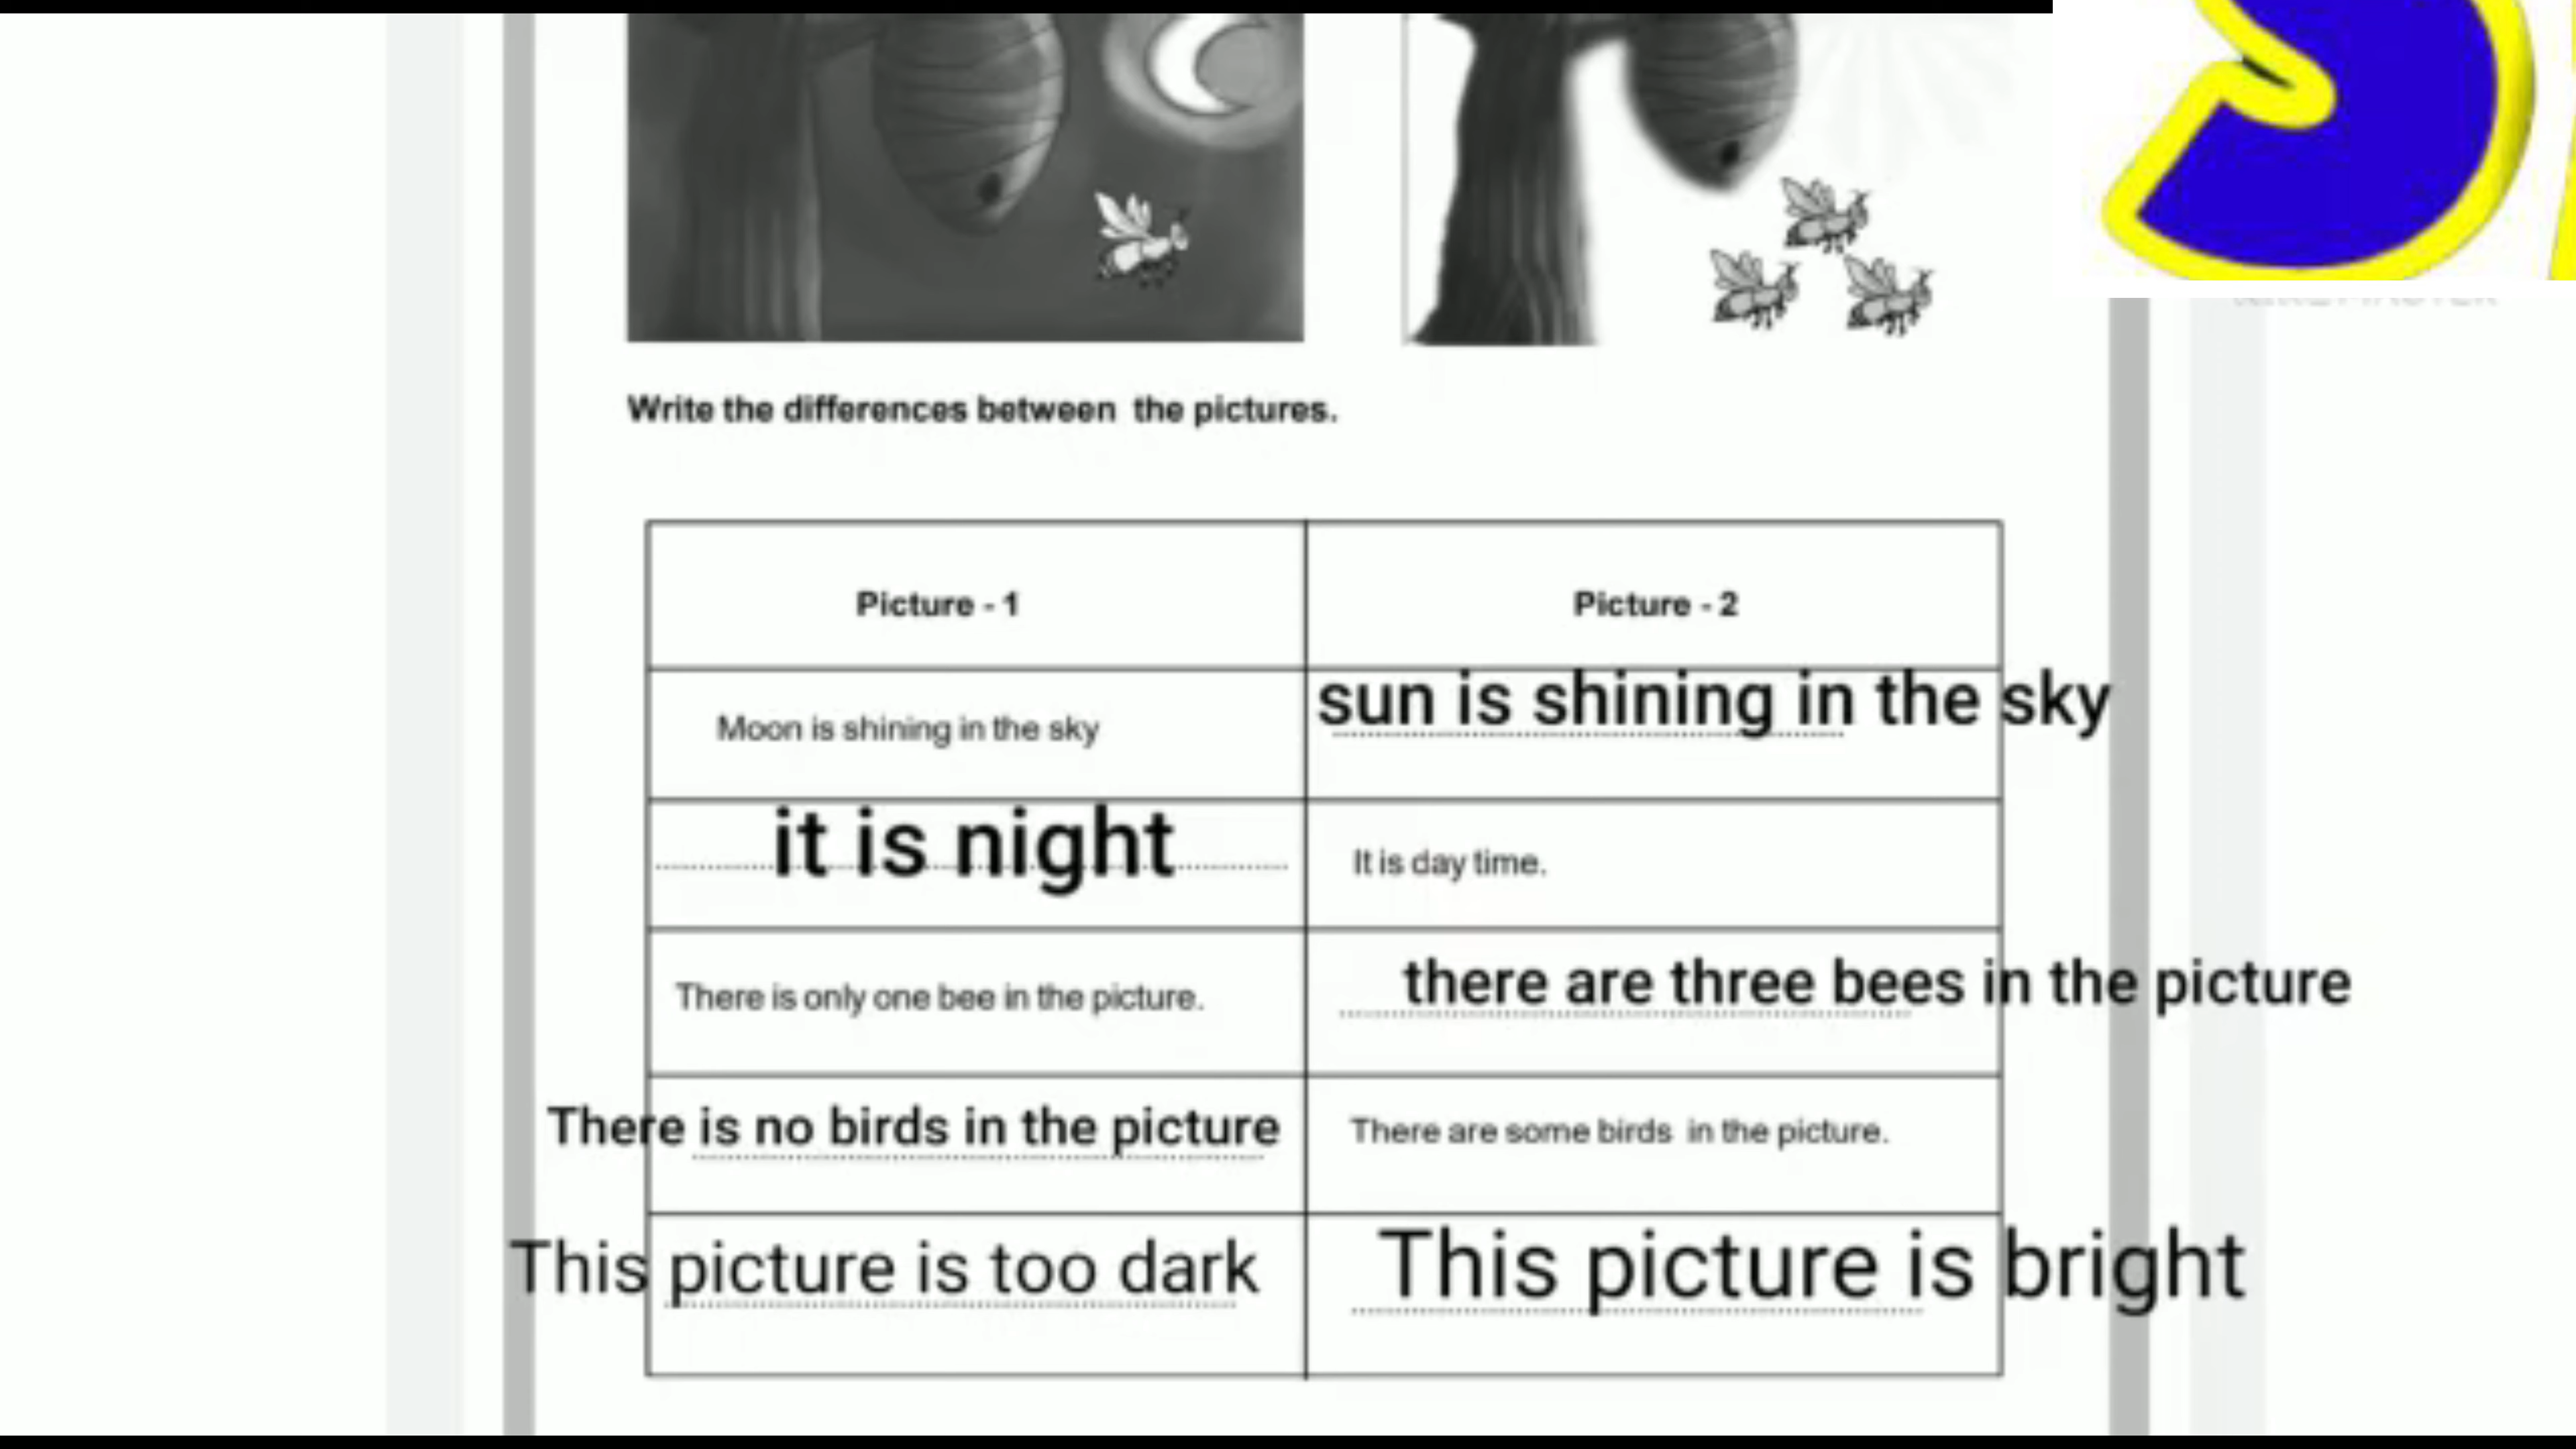 Write the differences between the pictures.
Picture - 1
Picture - 2
Moon is shining in the sky
sun is shining in the sky
it is night
It is day time.
There is only one bee in the picture.
there are three bees in the picture
There is no birds in the picture
There are some birds in the picture.
This picture is too dark
This picture is bright